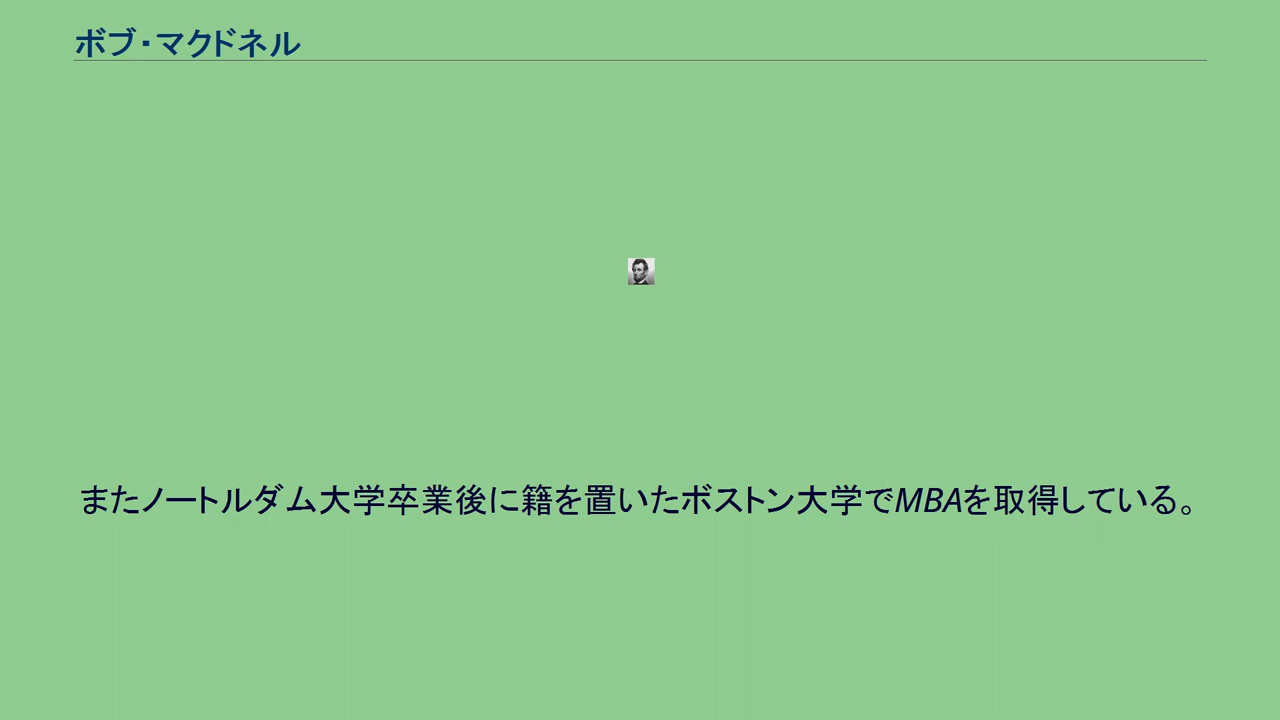 ボブ・マクドネル
またノートルダム大学卒業後に籍を置いたボストン大学でMBAを取得している。